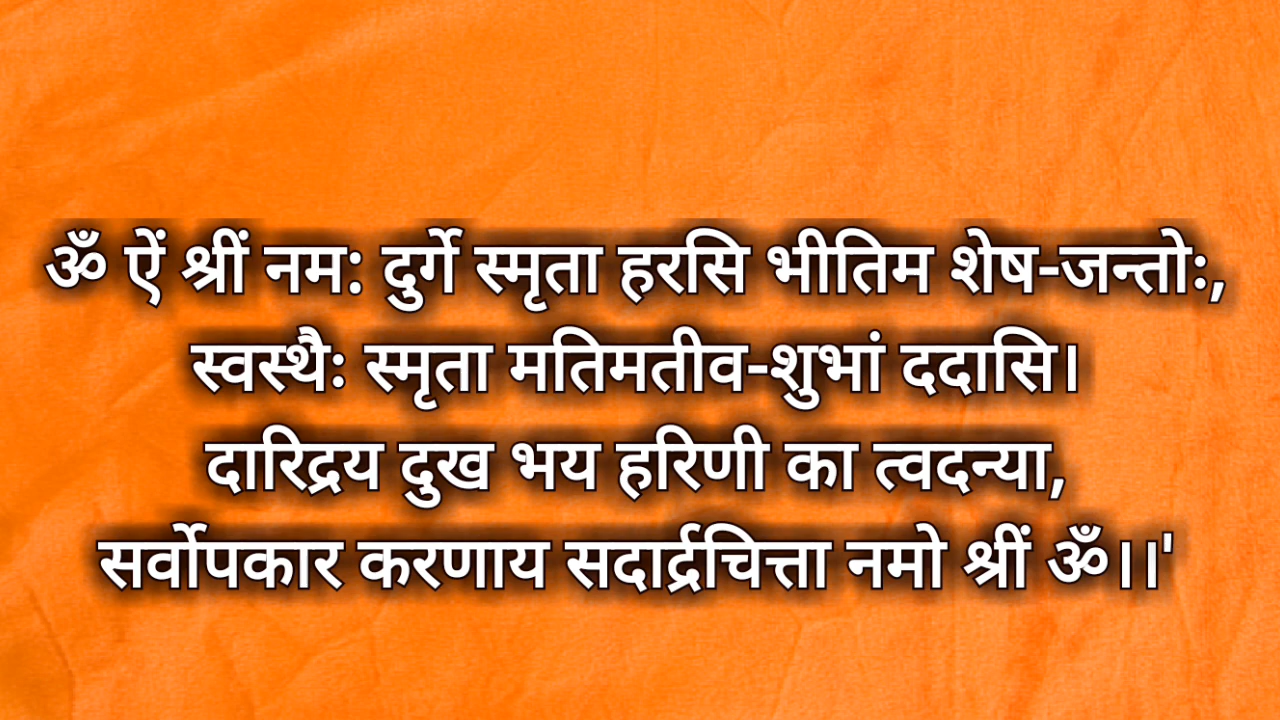 ॐ ऐं श्रीं नम: दुर्गे स्मृता हरसि भीतिम शेष-जन्तोः,
स्वस्थैः स्मृता मतिमतीव-शुभां ददासि।
दारिद्रय दुख भय हरिणी का त्वदन्या,
सर्वोपकार करणाय सदार्द्रचित्ता नमो श्रीं ॐ।।'